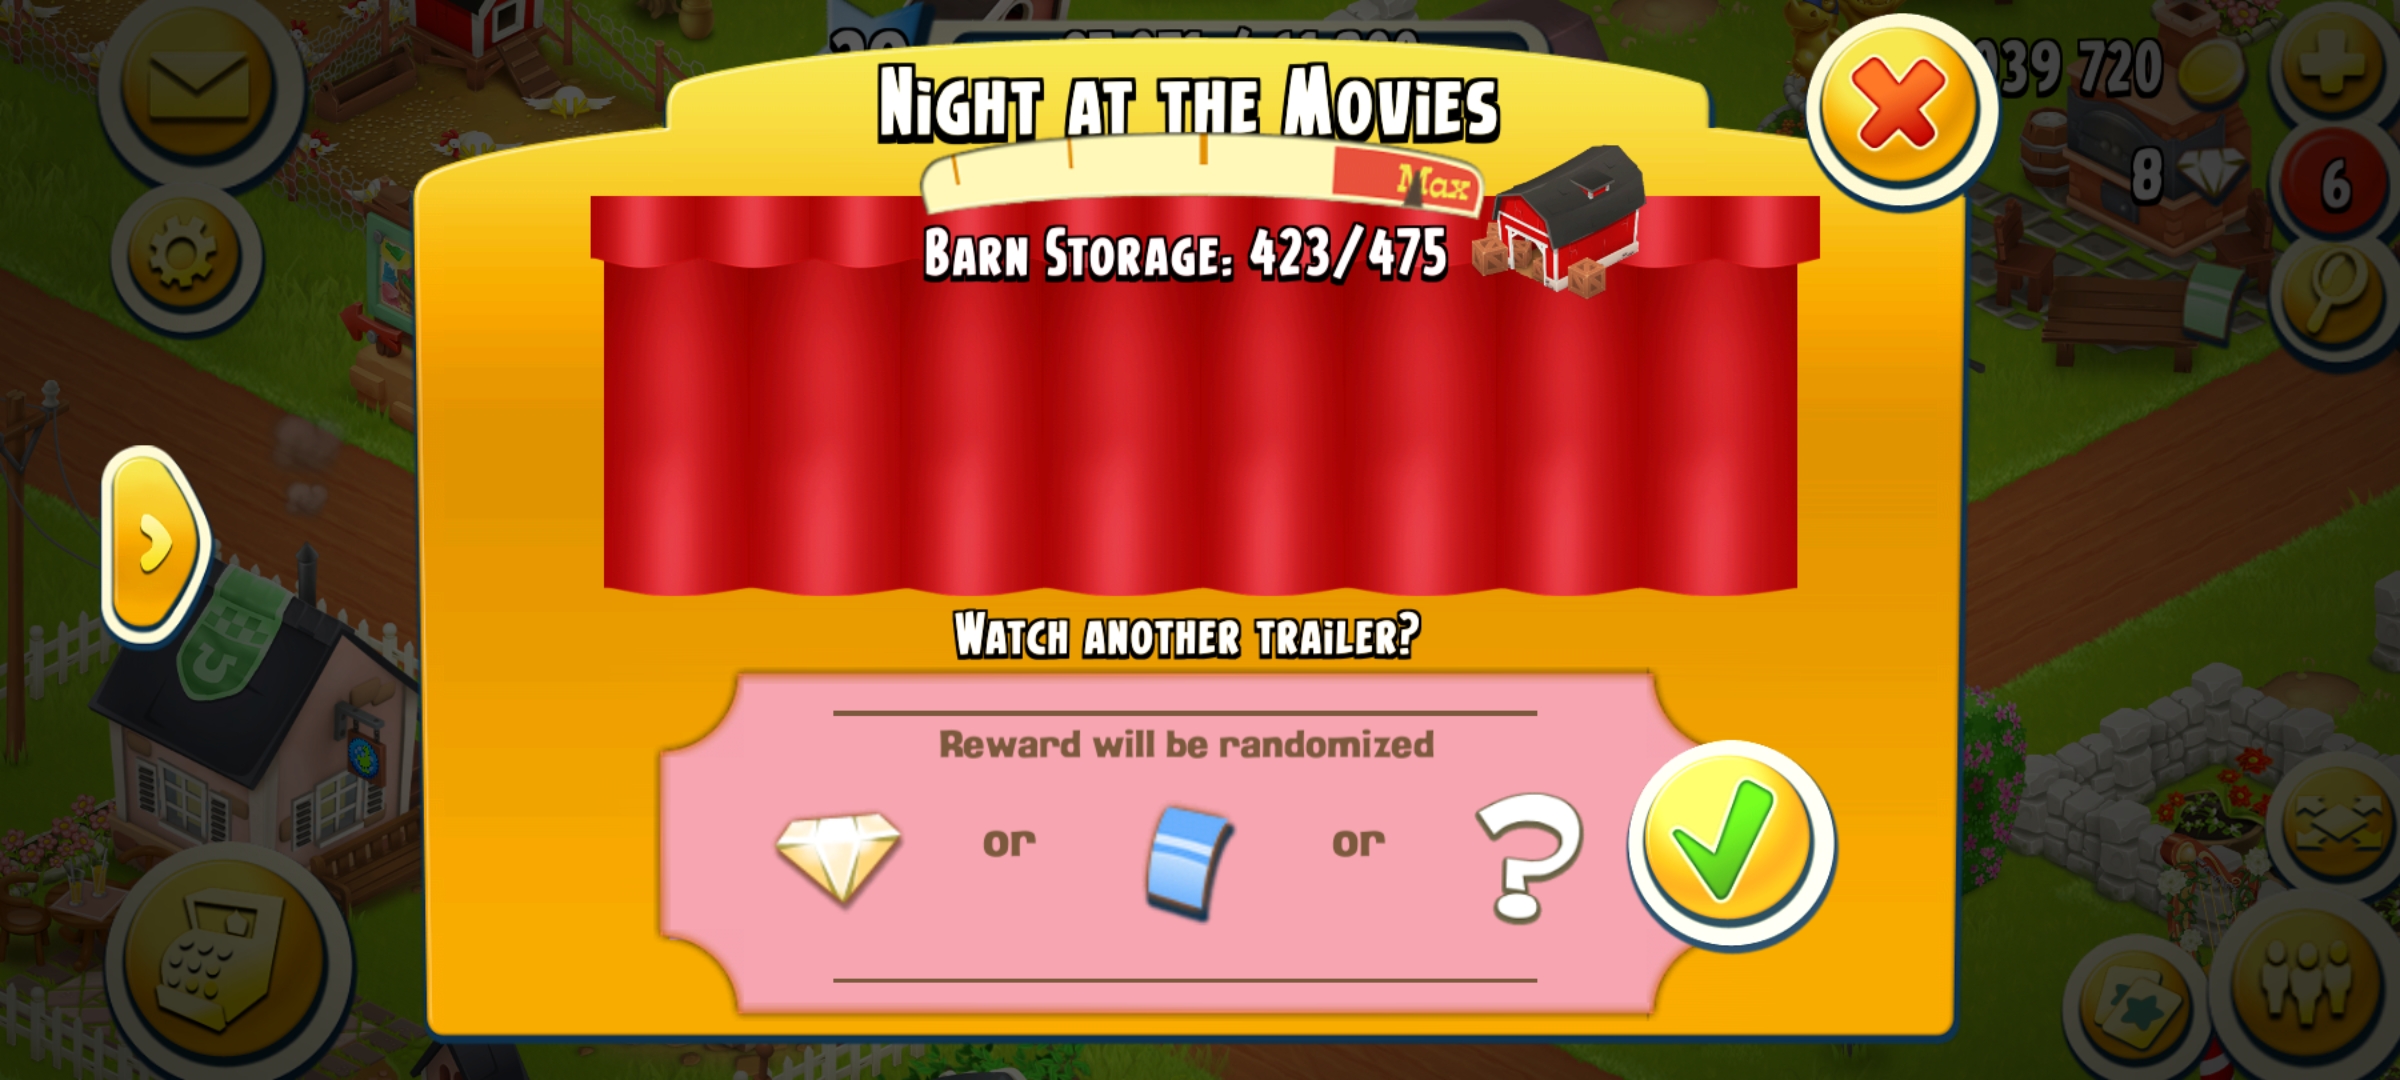 Night at the Movies
Max
Barn Storage: 423/475
939 720
8
6
Watch another trailer?
Reward will be randomized
or
or
?